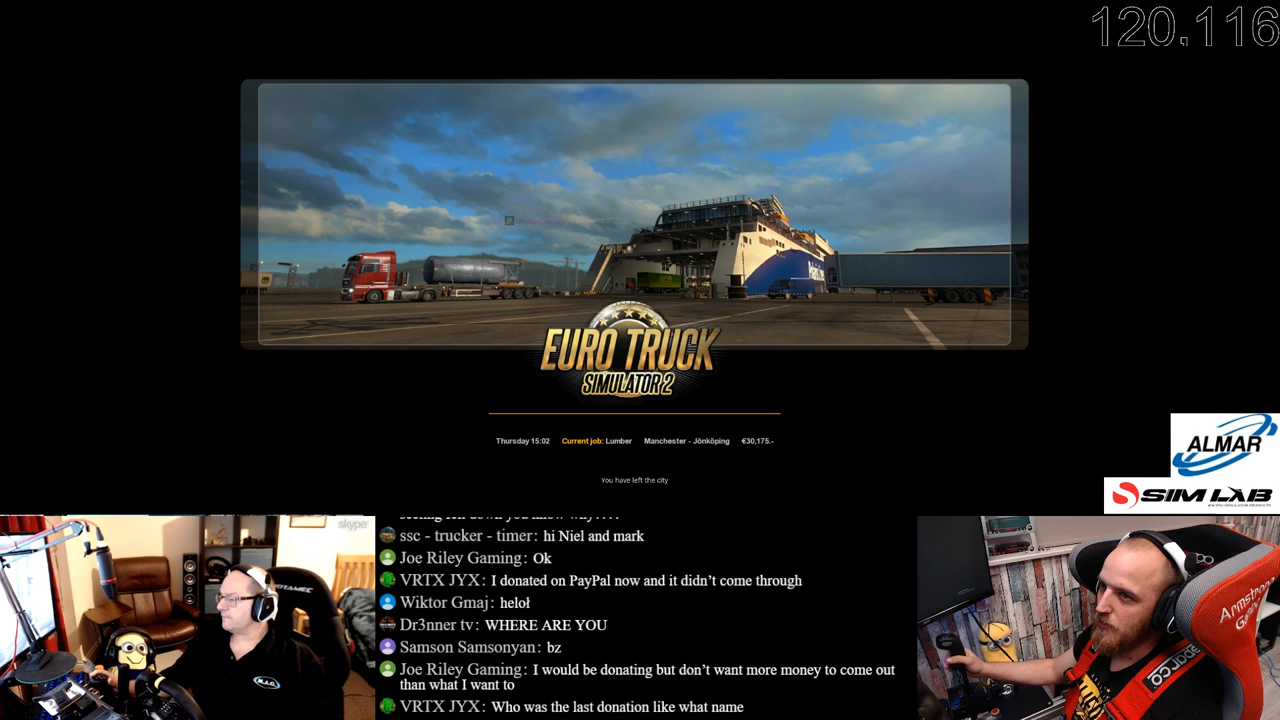 120,116
EURO TRUCK
SIMULATOR 2
Thursday 15:02 Current job: Lumber Manchester - Jönköping €30,175.-
You have left the city
ALMAR
SIM LAB
RACING SIMULATOR PRODUCTS
skype
ssc - trucker - timer: hi Niel and mark
Joe Riley Gaming: Ok
VRTX JYX: I donated on PayPal now and it didn't come through
Wiktor Gmaj: heloł
Dr3nner tv: WHERE ARE YOU
Samson Samsonyan: bz
Joe Riley Gaming: I would be donating but don't want more money to come out
than what I want to
VRTX JYX: Who was the last donation like what name